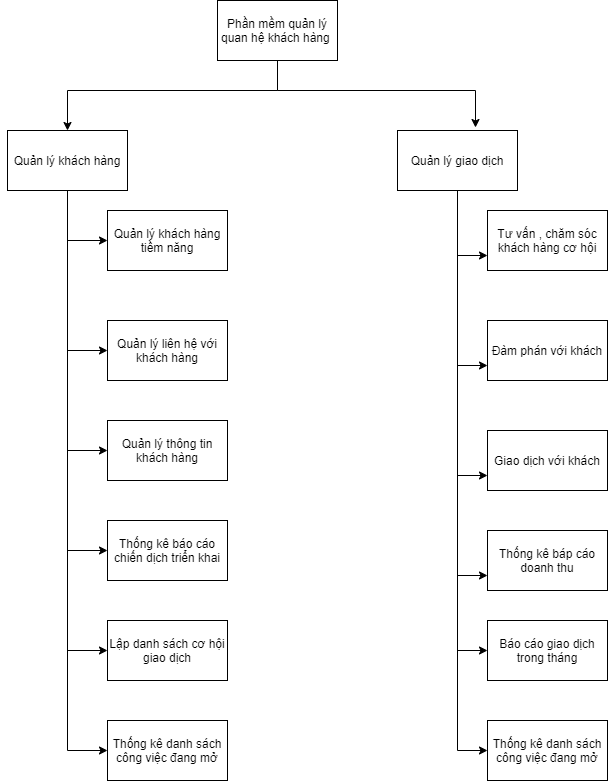 Phần mềm quản lý
quan hệ khách hàng
Quản lý khách hàng
Quản lý giao dịch
Quản lý khách hàng
tiềm năng
Quản lý liên hệ với
khách hàng
Quản lý thông tin
khách hàng
Thống kê báo cáo
chiến dịch triển khai
Lập danh sách cơ hội
giao dịch
Thống kê danh sách
công việc đang mở
Tư vấn , chăm sóc
khách hàng cơ hội
Đàm phán với khách
Giao dịch với khách
Thống kê báp cáo
doanh thu
Báo cáo giao dịch
trong tháng
Thống kê danh sách
công việc đang mở